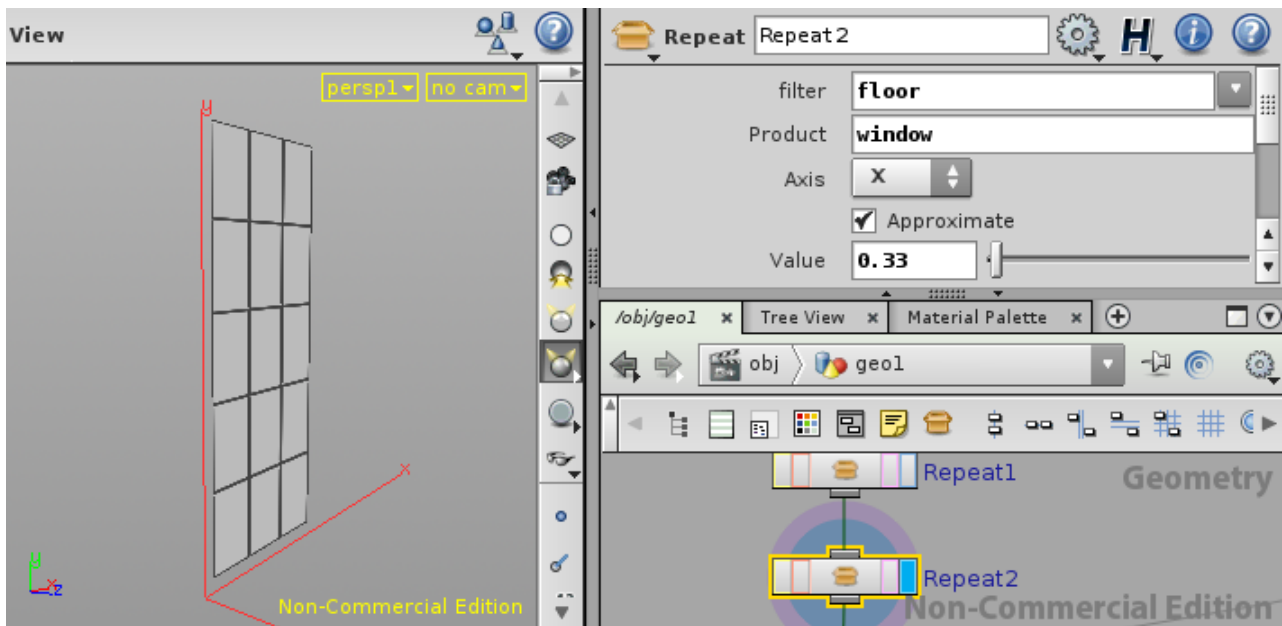 View
persp1 no cam
y
x
y
x z
Non-Commercial Edition
Repeat Repeat2
filter floor
Product window
Axis X
Approximate
Value 0.33
/obj/geo1 Tree View Material Palette
obj geo1
Repeat1
Geometry
Repeat2
Non-Commercial Edition